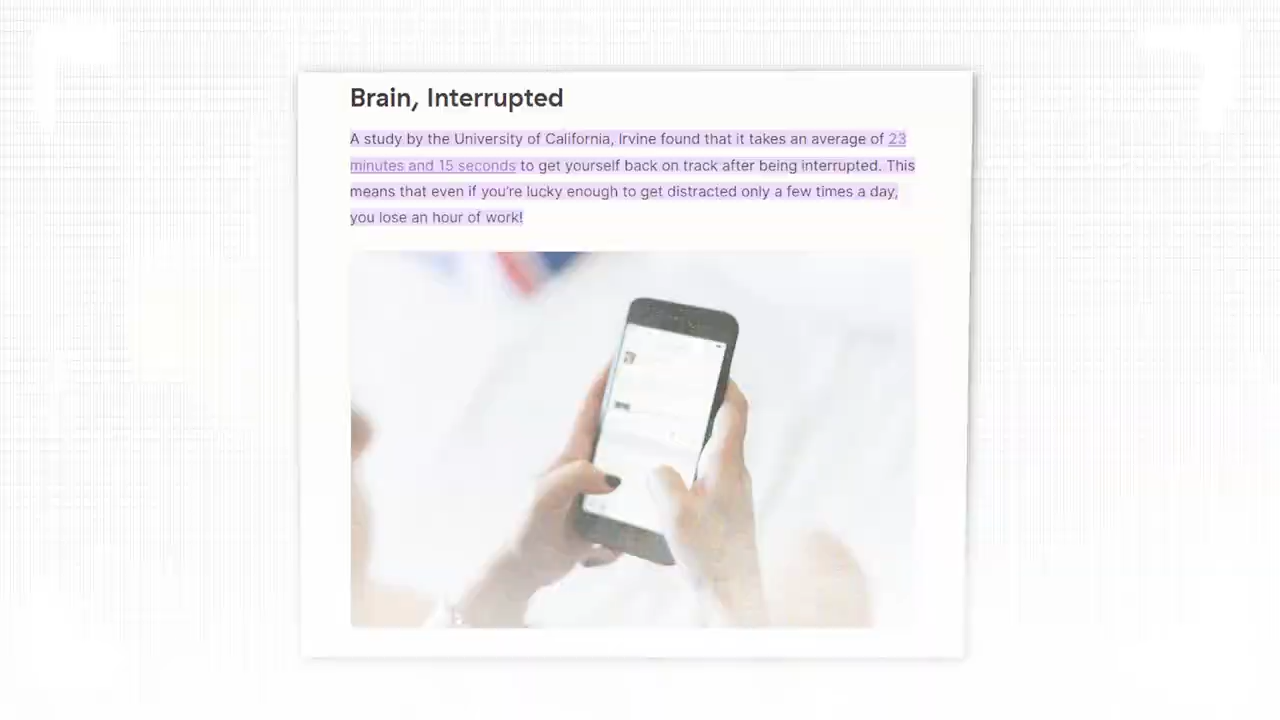 Brain, Interrupted
A study by the University of California, Irvine found that it takes an average of 23
minutes and 15 seconds to get yourself back on track after being interrupted. This
means that even if you're lucky enough to get distracted only a few times a day,
you lose an hour of work!